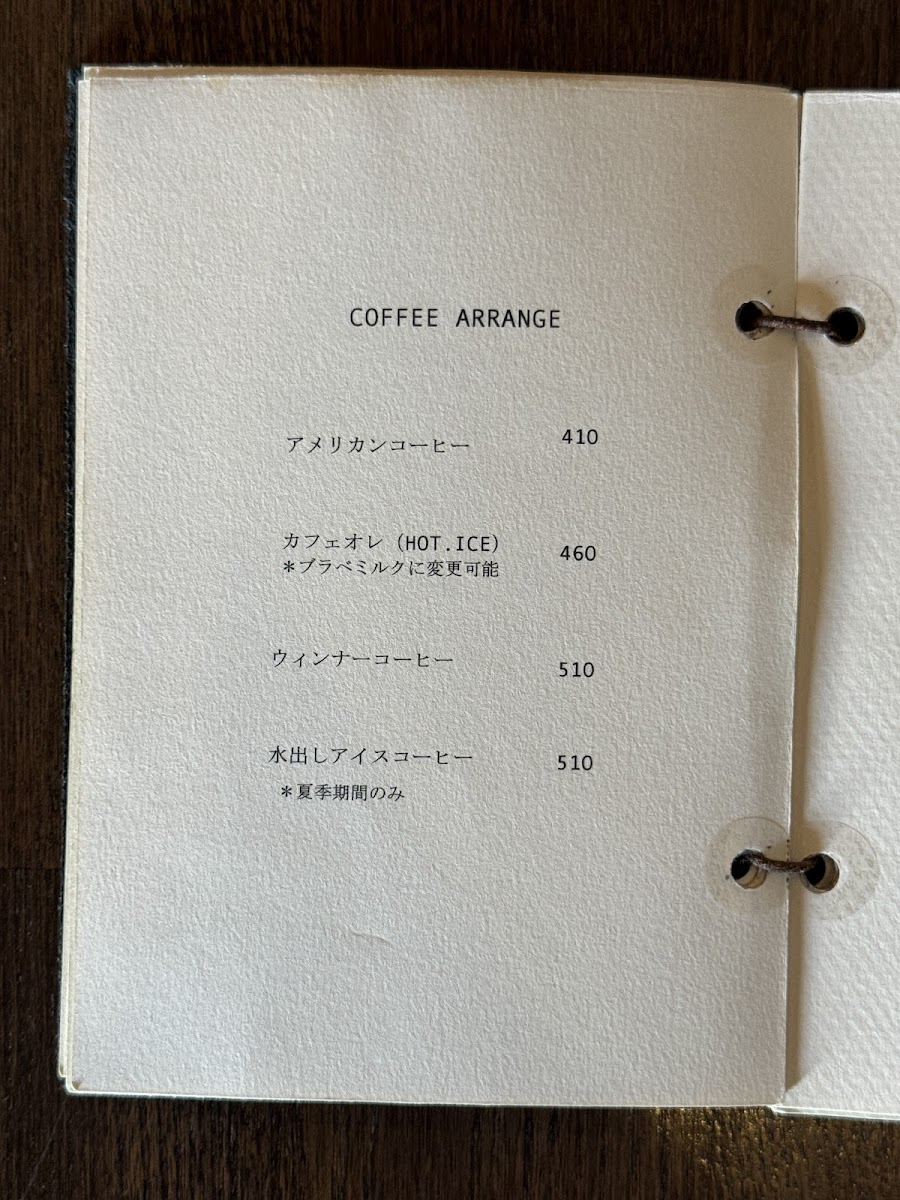 COFFEE ARRANGE
アメリカンコーヒー 410
カフェオレ（HOT.ICE） 460
＊ブラベミルクに変更可能
ウィンナーコーヒー 510
水出しアイスコーヒー 510
＊夏季期間のみ